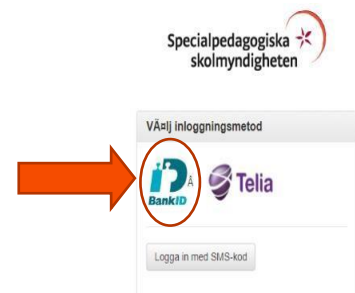 Specialpedagogiska
skolmyndigheten
VÃ¤lj inloggningsmetod
BankID Â Telia
Logga in med SMS-kod